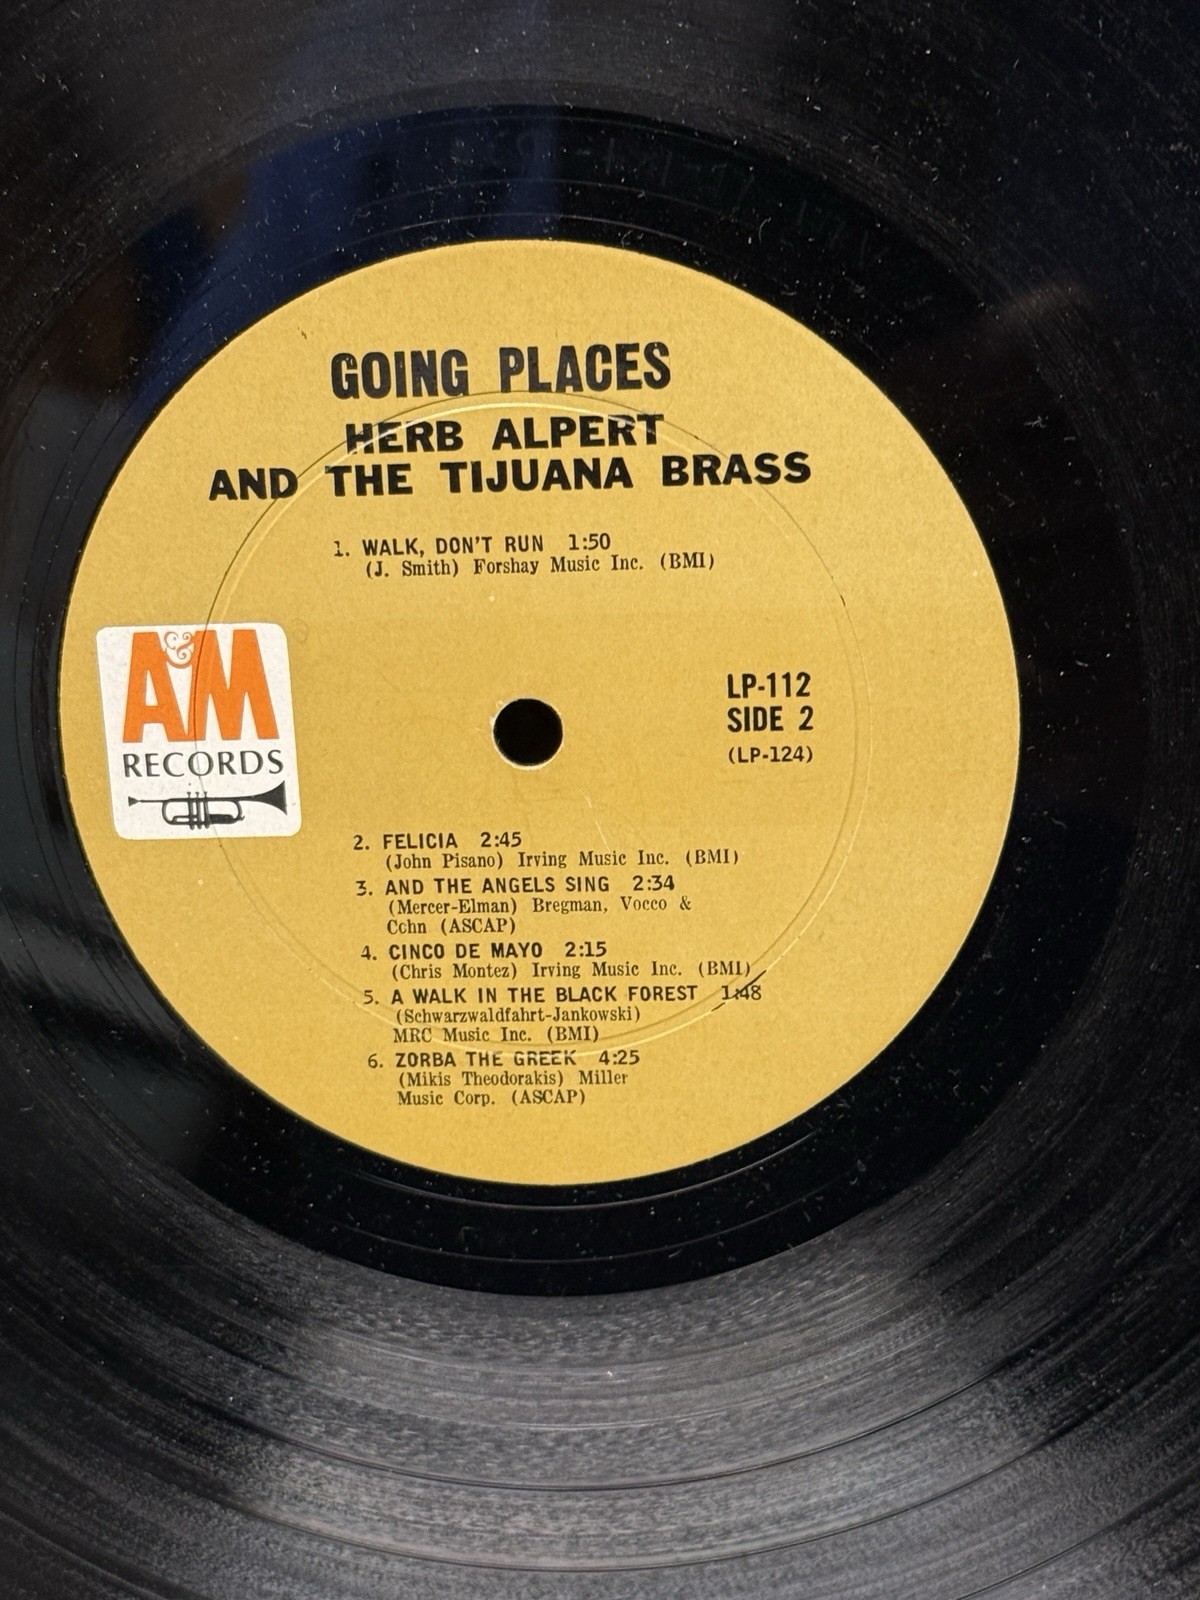 GOING PLACES
HERB ALPERT
AND THE TIJUANA BRASS
1. WALK, DON'T RUN 1:50
(J. Smith) Forshay Music Inc. (BMI)
A&M
RECORDS
LP-112
SIDE 2
(LP-124)
2. FELICIA 2:45
(John Pisano) Irving Music Inc. (BMI)
3. AND THE ANGELS SING 2:34
(Mercer-Elman) Bregman, Vocco &
Cohn (ASCAP)
4. CINCO DE MAYO 2:15
(Chris Montez) Irving Music Inc. (BMI)
5. A WALK IN THE BLACK FOREST 1:48
(Schwarzwaldfahrt-Jankowski)
MRC Music Inc. (BMI)
6. ZORBA THE GREEK 4:25
(Mikis Theodorakis) Miller
Music Corp. (ASCAP)